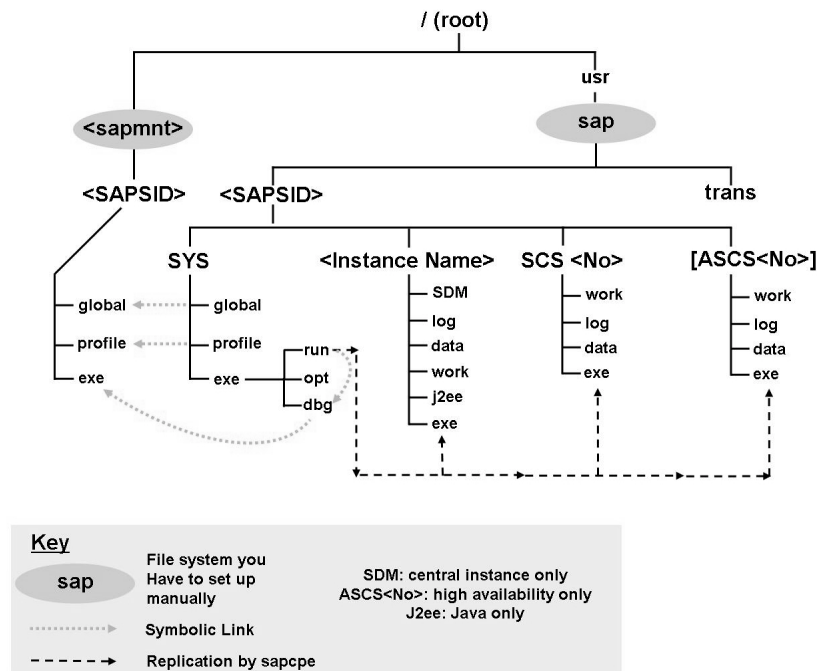 / (root)
usr
<sapmnt>
sap
<SAPSID>
<SAPSID>
trans
SYS
<Instance Name>
SCS <No>
[ASCS<No>]
global
profile
exe
global
profile
exe
run
opt
dbg
SDM
log
data
work
j2ee
exe
work
log
data
exe
work
log
data
exe
Key
sap
File system you
Have to set up
manually
Symbolic Link
Replication by sapcpe
SDM: central instance only
ASCS<No>: high availability only
J2ee: Java only